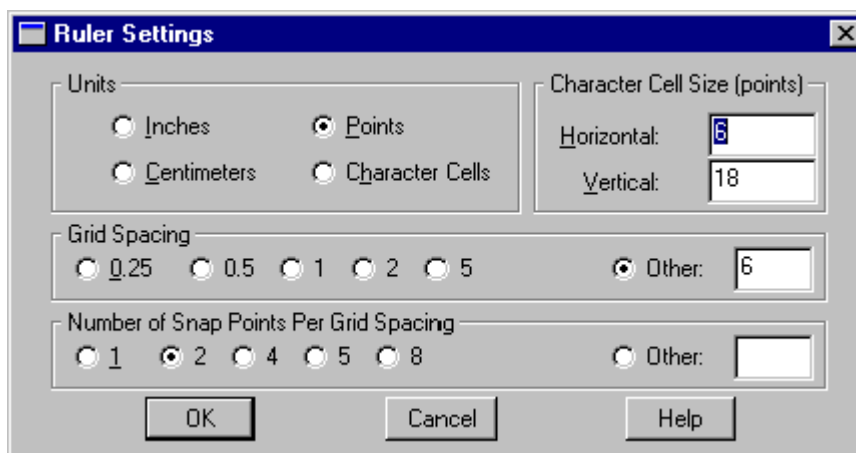 Ruler Settings
Units
Inches
Points
Centimeters
Character Cells
Character Cell Size (points)
Horizontal: 6
Vertical: 18
Grid Spacing
0.25 0.5 1 2 5 Other: 6
Number of Snap Points Per Grid Spacing
1 2 4 5 8 Other:
OK Cancel Help